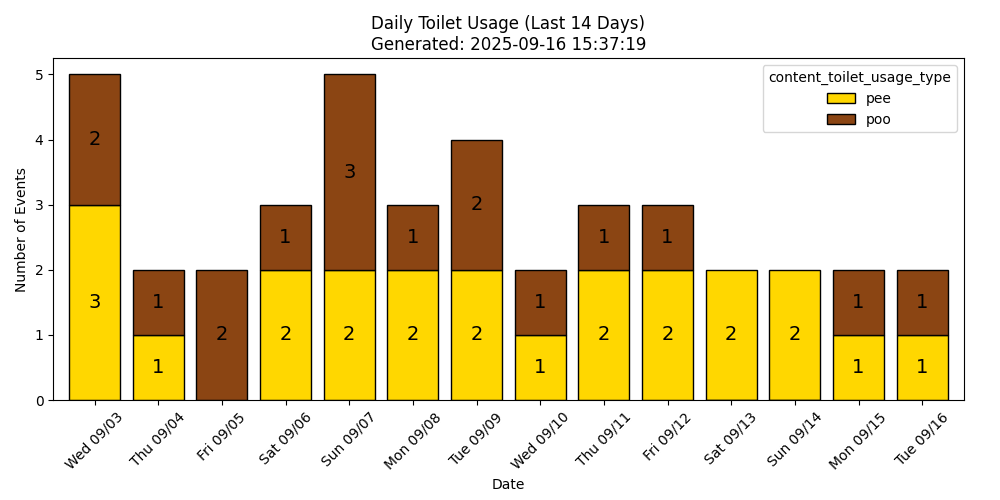 Daily Toilet Usage (Last 14 Days)
Generated: 2025-09-16 15:37:19
content_toilet_usage_type
pee
poo
Number of Events
5
4
3
2
1
0
2
3
1
1
2
1
2
3
2
1
2
2
2
1
1
1
2
1
2
2
2
1
1
1
1
Wed 09/03
Thu 09/04
Fri 09/05
Sat 09/06
Sun 09/07
Mon 09/08
Tue 09/09
Wed 09/10
Thu 09/11
Fri 09/12
Sat 09/13
Sun 09/14
Mon 09/15
Tue 09/16
Date